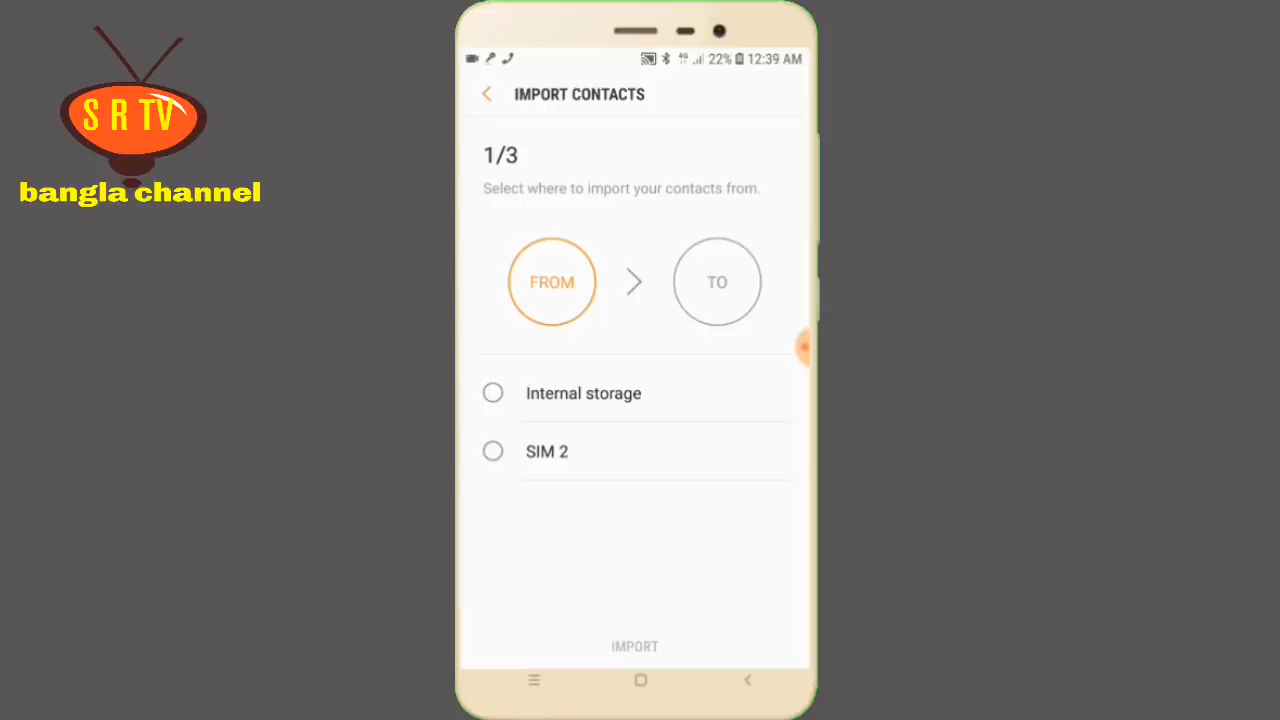 S R TV
bangla channel
4G 22% 12:39 AM
IMPORT CONTACTS
1/3
Select where to import your contacts from.
FROM
TO
Internal storage
SIM 2
IMPORT